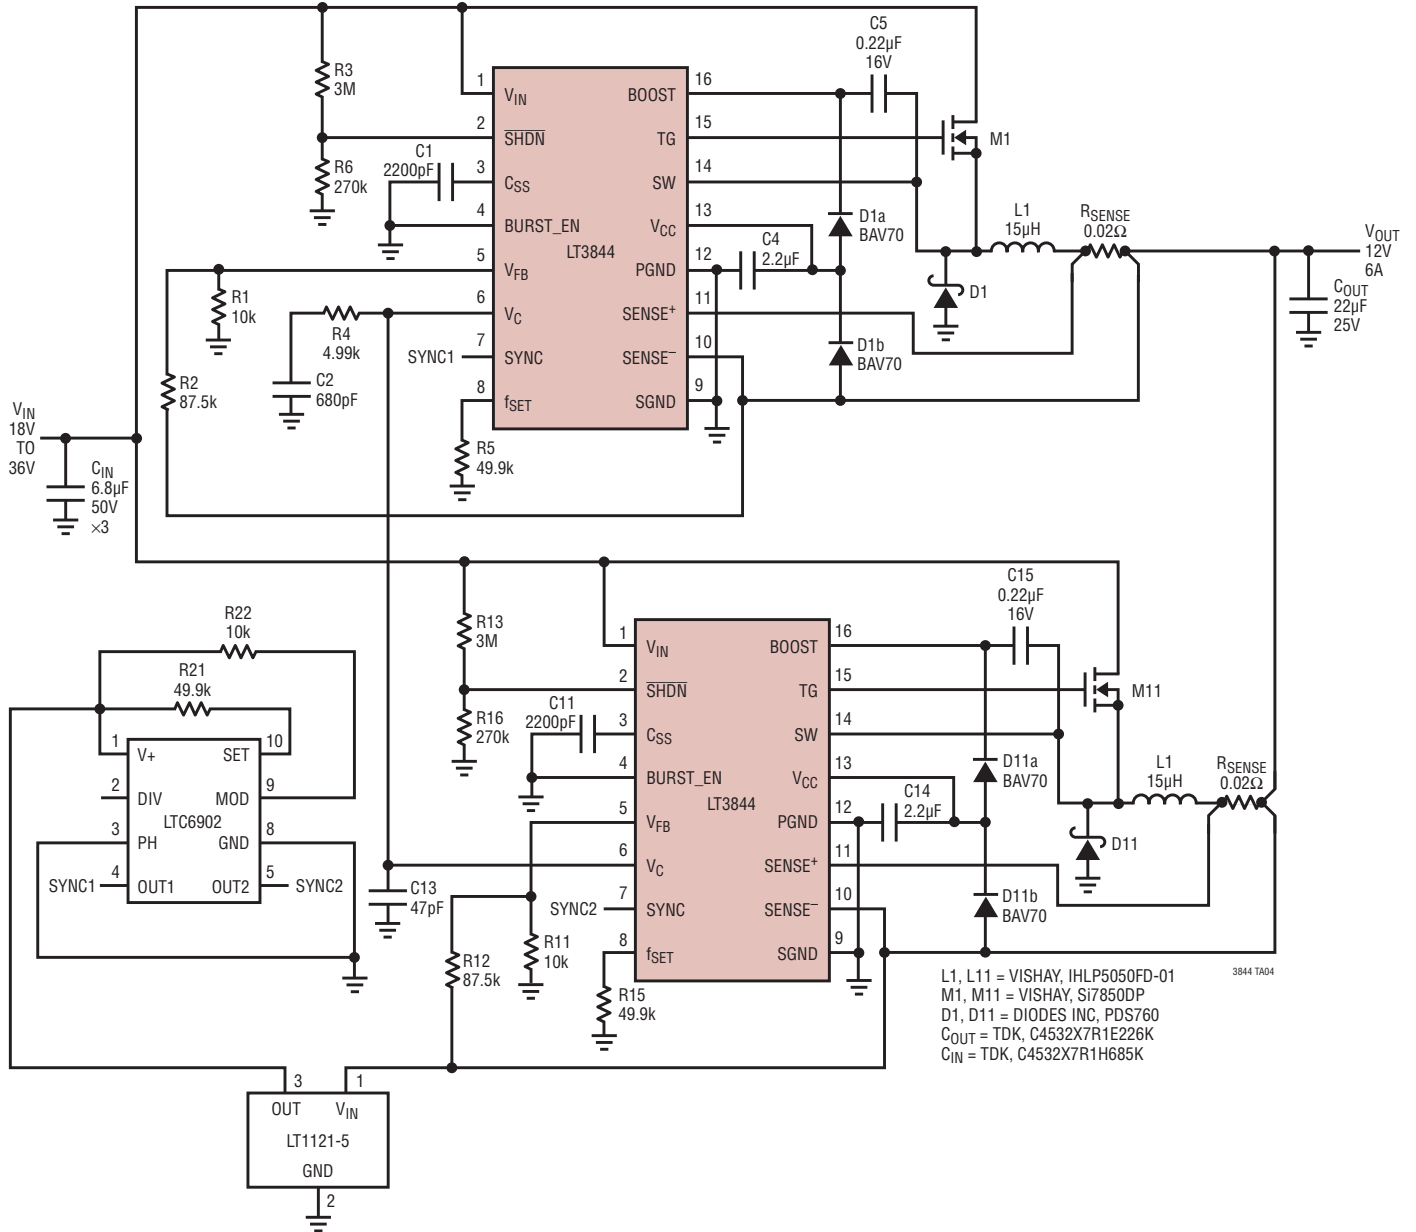 C5
0.22µF
16V
R3
3M
1
VIN
BOOST
16
2
SHDN
TG
15
M1
C1
2200pF
R6
270k
3
CSS
SW
14
4
BURST_EN
VCC
13
D1a
BAV70
L1
15µH
RSENSE
0.02Ω
VOUT
12V
6A
LT3844
C4
2.2µF
5
VFB
PGND
12
R1
10k
D1
COUT
22µF
25V
6
VC
SENSE+
11
R4
4.99k
SYNC1
7
SYNC
SENSE–
10
D1b
BAV70
R2
87.5k
C2
680pF
8
fSET
SGND
9
VIN
18V
TO
36V
R5
49.9k
CIN
6.8µF
50V
×3
C15
0.22µF
16V
R22
10k
R13
3M
1
VIN
BOOST
16
R21
49.9k
2
SHDN
TG
15
M11
R16
270k
C11
2200pF
3
CSS
SW
14
1
V+
SET
10
4
BURST_EN
VCC
13
D11a
BAV70
L1
15µH
RSENSE
0.02Ω
2
DIV
MOD
9
LT3844
C14
2.2µF
LTC6902
5
VFB
PGND
12
3
PH
GND
8
D11
6
VC
SENSE+
11
SYNC1
4
OUT1
OUT2
5
SYNC2
C13
47pF
SYNC2
7
SYNC
SENSE–
10
D11b
BAV70
R12
87.5k
R11
10k
8
fSET
SGND
9
R15
49.9k
L1, L11 = VISHAY, IHLP5050FD-01
M1, M11 = VISHAY, Si7850DP
D1, D11 = DIODES INC, PDS760
COUT = TDK, C4532X7R1E226K
CIN = TDK, C4532X7R1H685K
3844 TA04
3
1
OUT
VIN
LT1121-5
GND
2